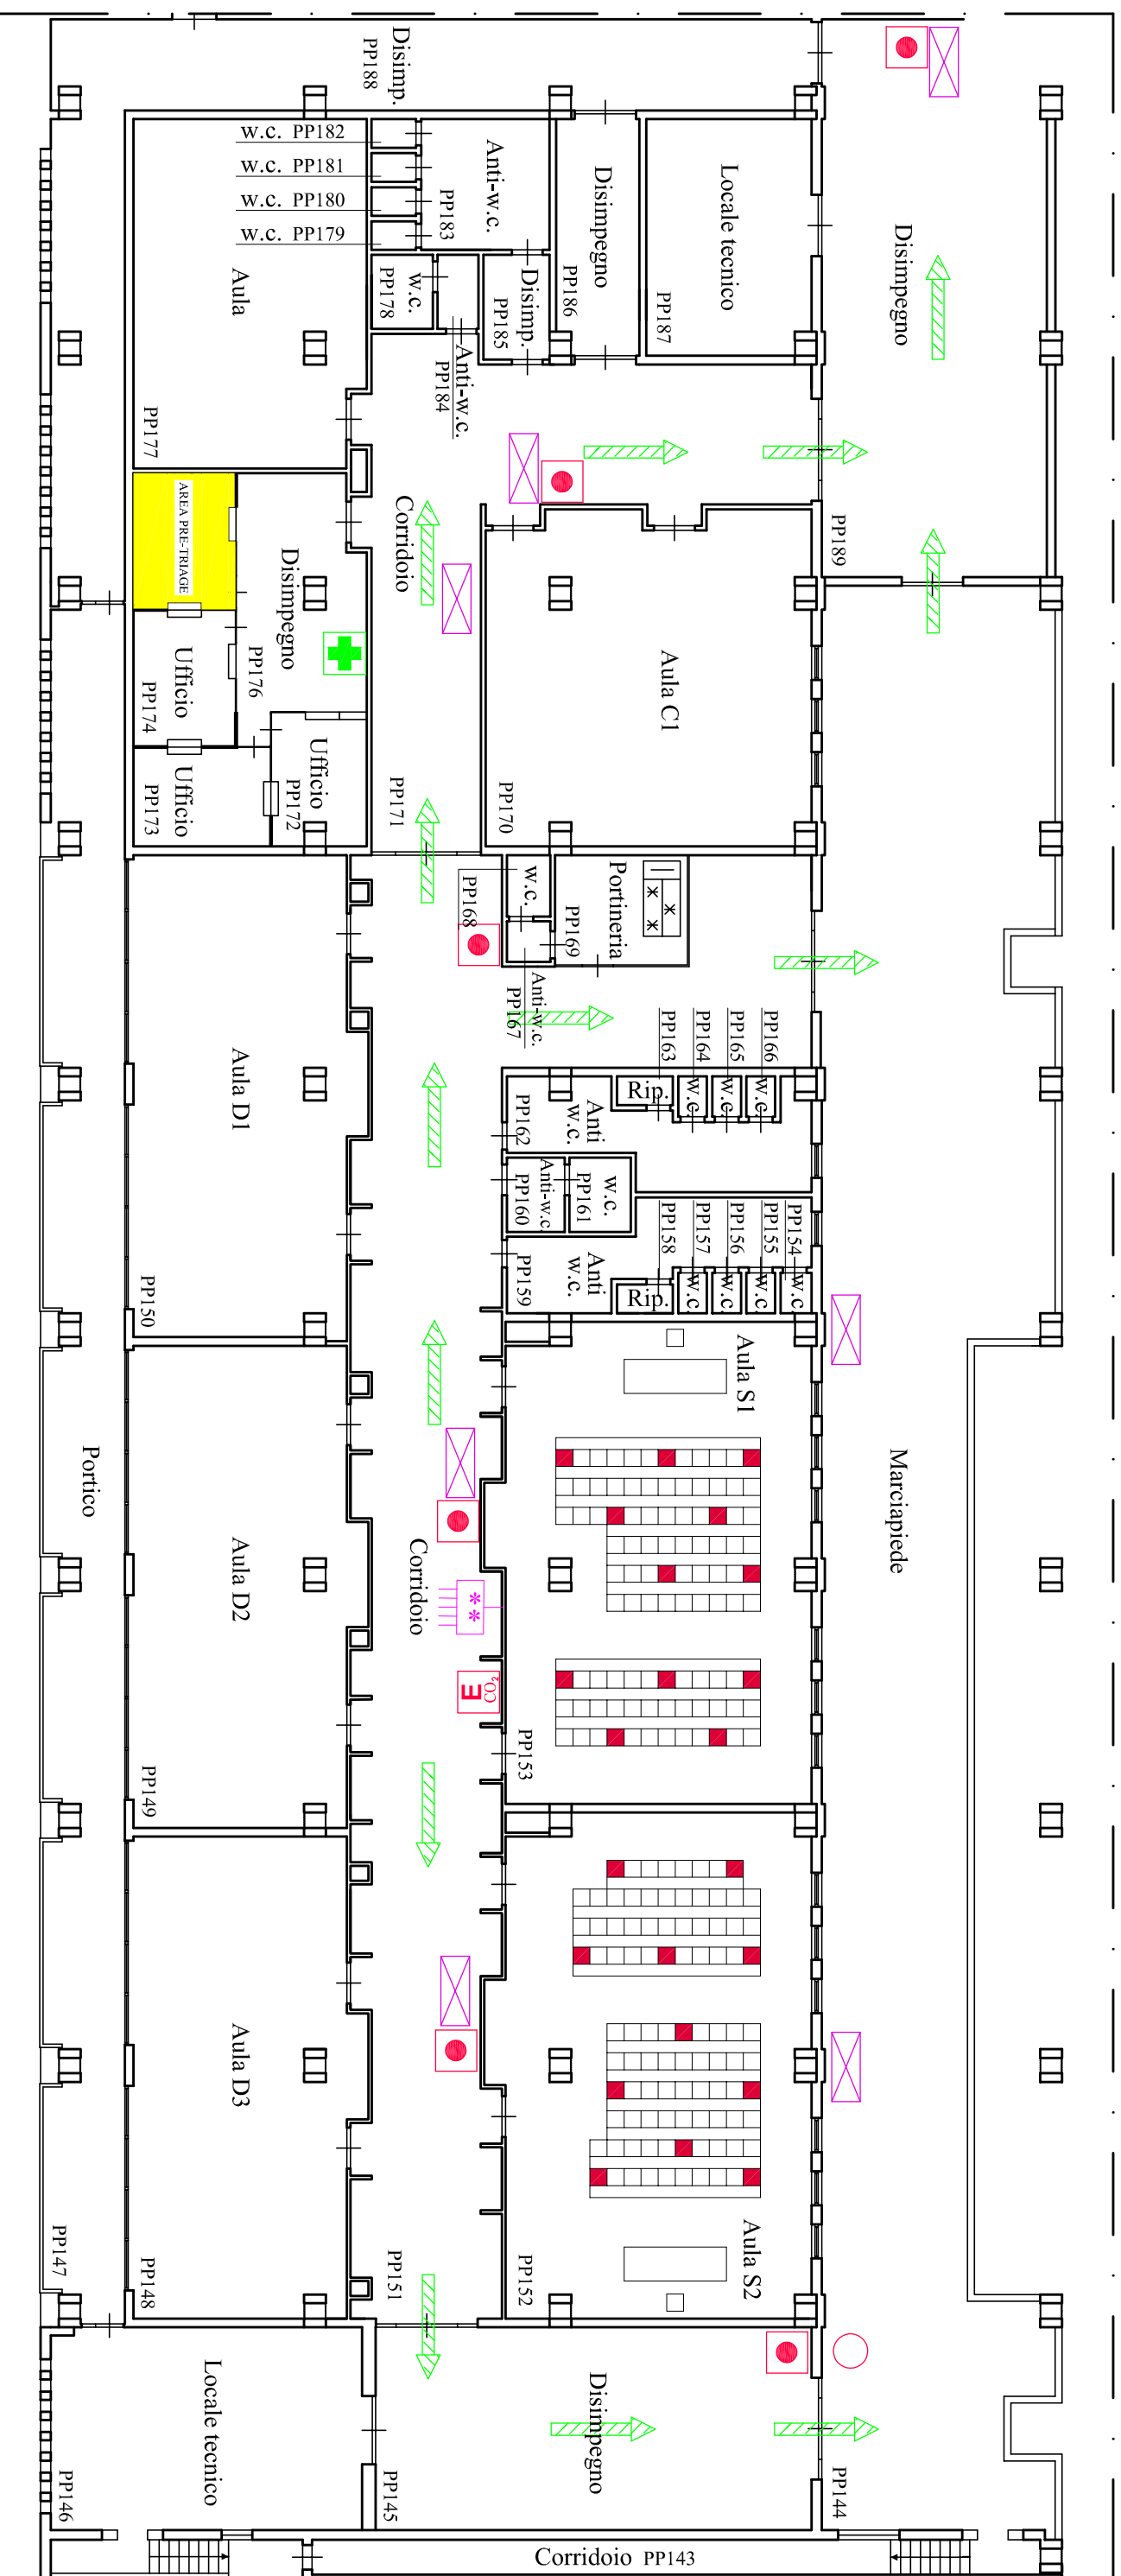 Disimp.
PP188
w.c. PP182
w.c. PP181
w.c. PP180
w.c. PP179
Anti-w.c.
PP183
Disimpegno
PP186
Locale tecnico
PP187
Disimpegno
Aula
PP177
w.c.
PP178
Disimp.
PP185
Anti-w.c.
PP184
PP189
AREA PRE-TRIAGE
Disimpegno
PP176
Corridoio
Aula C1
PP170
Ufficio
PP174
Ufficio
PP173
Ufficio
PP172
PP171
w.c.
PP168
Portineria
PP169
Anti-w.c.
PP167
PP163
PP164
PP165
PP166
Rip.
w.c.
w.c.
w.c.
Anti
w.c.
PP162
Anti-w.c.
PP160
w.c.
PP161
Anti
w.c.
PP159
PP158
PP157
PP156
PP155
PP154
Rip.
w.c.
w.c.
w.c.
w.c.
Aula D1
PP150
Aula S1
Portico
Marciapiede
Aula D2
PP149
Corridoio
E
CO2
PP153
Aula D3
PP148
PP147
PP151
PP152
Aula S2
Locale tecnico
PP146
Disimpegno
PP145
PP144
Corridoio PP143